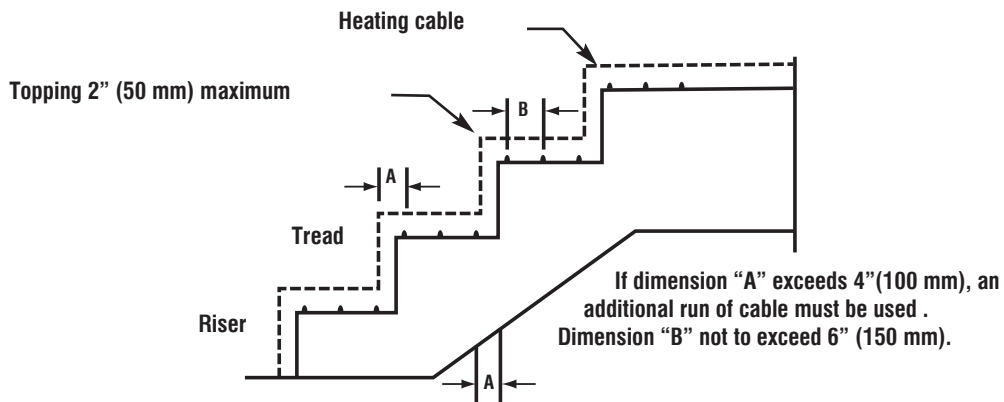 Heating cable
Topping 2” (50 mm) maximum
B
A
Tread
Riser
If dimension “A” exceeds 4”(100 mm), an
additional run of cable must be used .
Dimension “B” not to exceed 6” (150 mm).
A